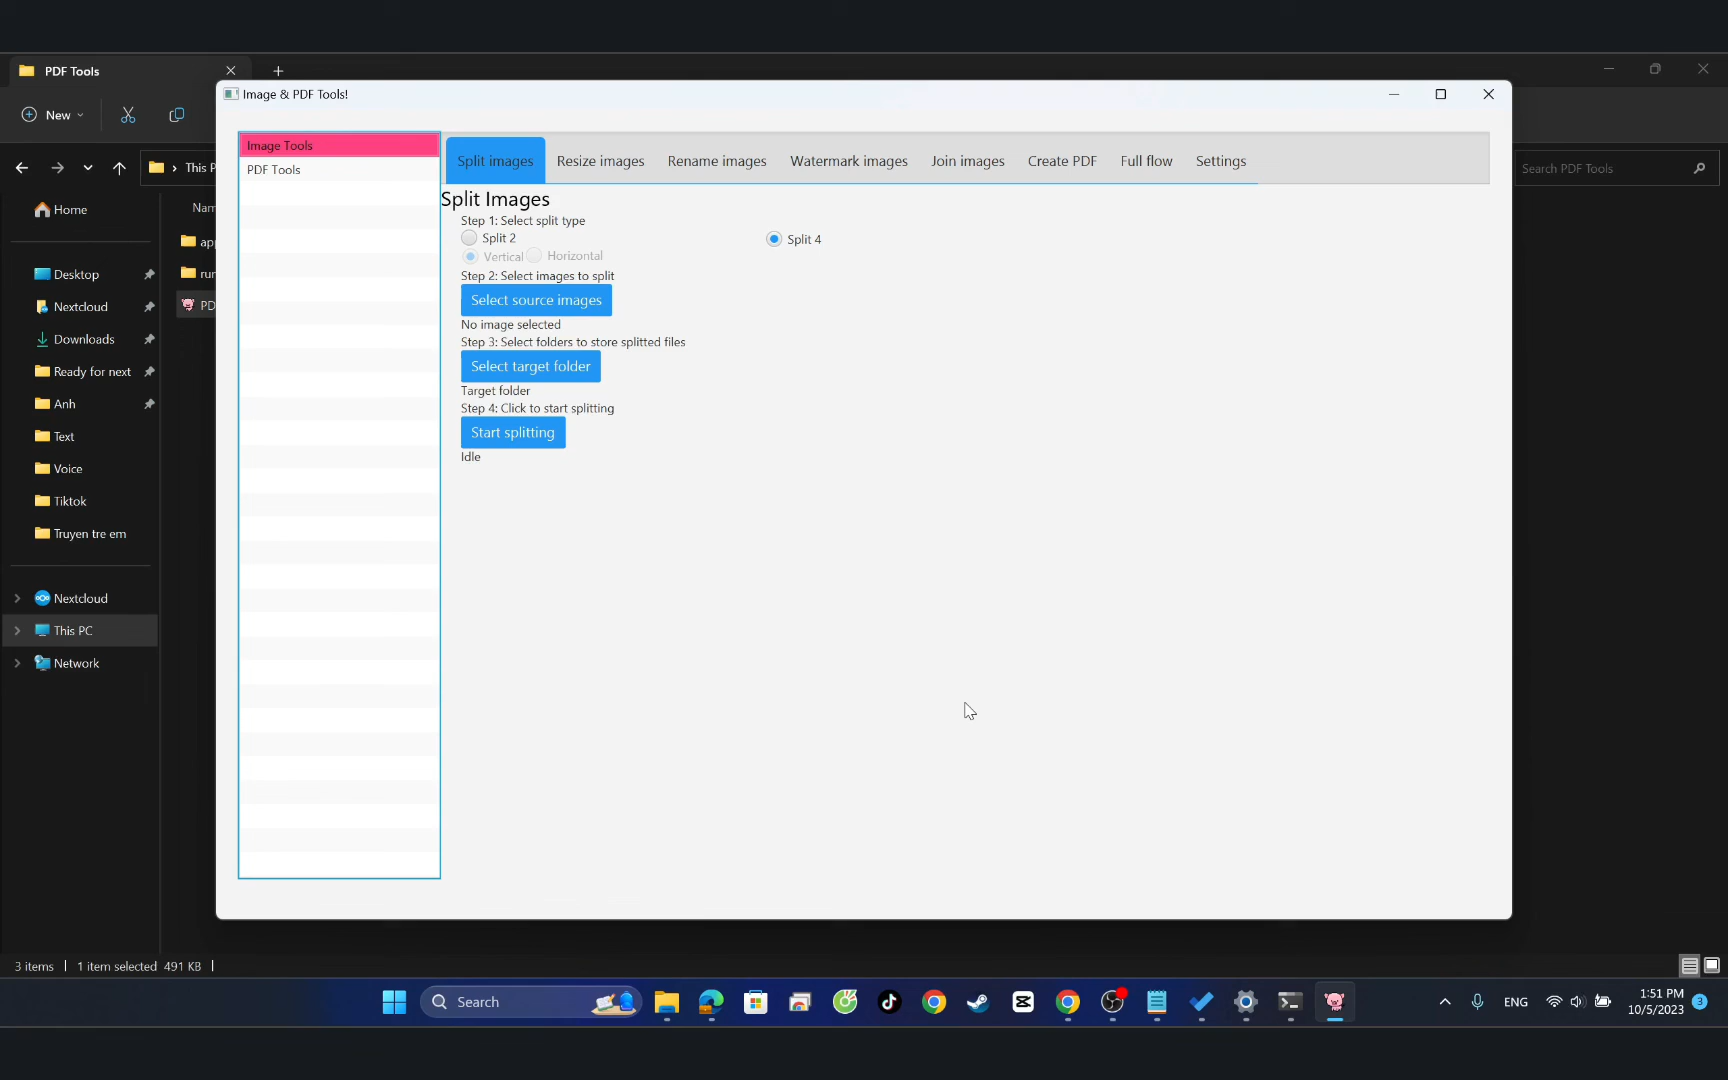 PDF Tools
New
This P
Search PDF Tools
Home
Desktop
Nextcloud
Downloads
Ready for next
Anh
Text
Voice
Tiktok
Truyen tre em
Nextcloud
This PC
Network
Nam
app
run
PD
Image & PDF Tools!
Image Tools
PDF Tools
Split images Resize images Rename images Watermark images Join images Create PDF Full flow Settings
Split Images
Step 1: Select split type
Split 2 Split 4
Vertical Horizontal
Step 2: Select images to split
Select source images
No image selected
Step 3: Select folders to store splitted files
Select target folder
Target folder
Step 4: Click to start splitting
Start splitting
Idle
3 items 1 item selected 491 KB
Search
ENG
1:51 PM
10/5/2023
3